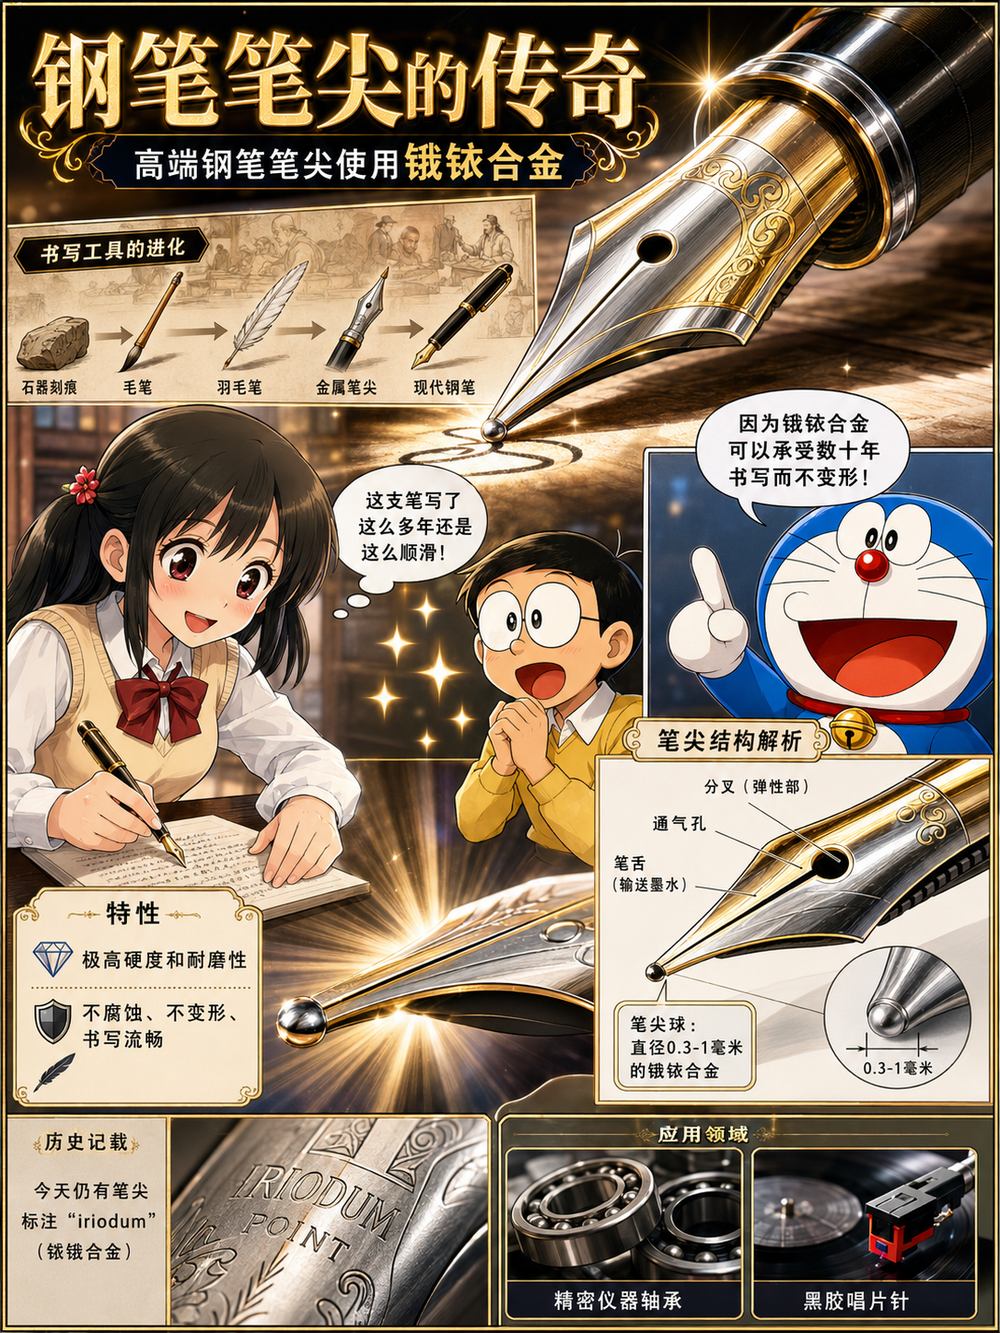 钢笔笔尖的传奇
高端钢笔笔尖使用锇铱合金
书写工具的进化
石器刻痕
毛笔
羽毛笔
金属笔尖
现代钢笔
因为锇铱合金
可以承受数十年
书写而不变形!
这支笔写了
这么多年还是
这么顺滑!
笔尖结构解析
分叉（弹性部）
通气孔
笔舌
（输送墨水）
笔尖球：
直径0.3-1毫米
的锇铱合金
0.3-1毫米
特性
极高硬度和耐磨性
不腐蚀、不变形、
书写流畅
历史记载
今天仍有笔尖
标注“iriodum”
（铱锇合金）
IRIODUM
POINT
应用领域
精密仪器轴承
黑胶唱片针